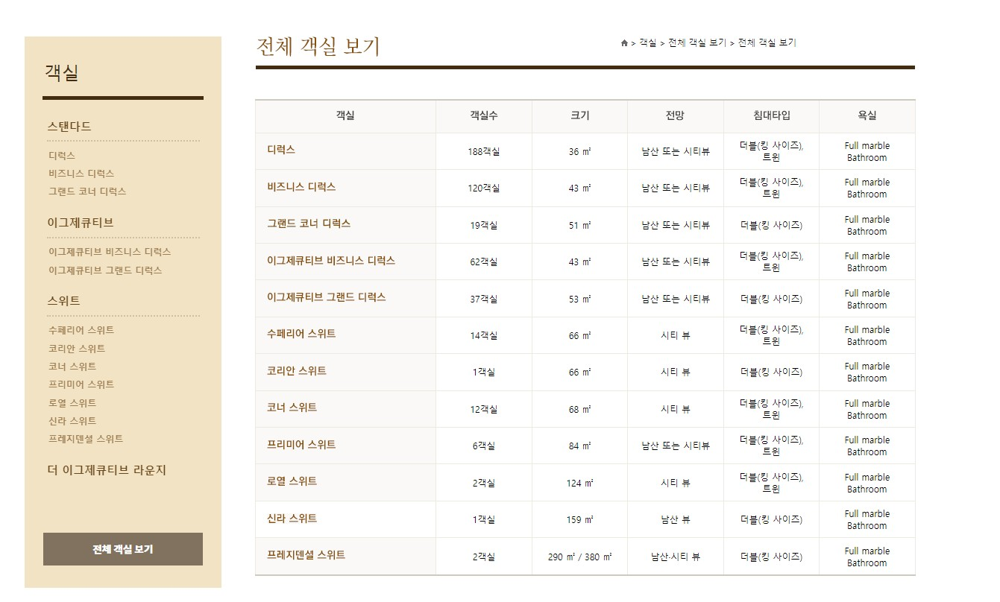 객실
스탠다드
디럭스
비즈니스 디럭스
그랜드 코너 디럭스
이그제큐티브
이그제큐티브 비즈니스 디럭스
이그제큐티브 그랜드 디럭스
스위트
수페리어 스위트
코리안 스위트
코너 스위트
프리미어 스위트
로열 스위트
신라 스위트
프레지덴셜 스위트
더 이그제큐티브 라운지
전체 객실 보기
전체 객실 보기
> 객실 > 전체 객실 보기 > 전체 객실 보기
객실 객실수 크기 전망 침대타입 욕실
디럭스 188객실 36 ㎡ 남산 또는 시티뷰 더블(킹 사이즈), Full marble
트윈 Bathroom
비즈니스 디럭스 120객실 43 ㎡ 남산 또는 시티뷰 더블(킹 사이즈), Full marble
트윈 Bathroom
그랜드 코너 디럭스 19객실 51 ㎡ 남산 또는 시티뷰 더블(킹 사이즈) Full marble
Bathroom
이그제큐티브 비즈니스 디럭스 62객실 43 ㎡ 남산 또는 시티뷰 더블(킹 사이즈), Full marble
트윈 Bathroom
이그제큐티브 그랜드 디럭스 37객실 53 ㎡ 남산 또는 시티뷰 더블(킹 사이즈) Full marble
Bathroom
수페리어 스위트 14객실 66 ㎡ 시티 뷰 더블(킹 사이즈), Full marble
트윈 Bathroom
코리안 스위트 1객실 66 ㎡ 시티 뷰 더블(킹 사이즈) Full marble
Bathroom
코너 스위트 12객실 68 ㎡ 시티 뷰 더블(킹 사이즈), Full marble
트윈 Bathroom
프리미어 스위트 6객실 84 ㎡ 남산 또는 시티뷰 더블(킹 사이즈), Full marble
트윈 Bathroom
로열 스위트 2객실 124 ㎡ 시티 뷰 더블(킹 사이즈), Full marble
트윈 Bathroom
신라 스위트 1객실 159 ㎡ 남산 뷰 더블(킹 사이즈) Full marble
Bathroom
프레지덴셜 스위트 2객실 290 ㎡ / 380 ㎡ 남산·시티 뷰 더블(킹 사이즈) Full marble
Bathroom